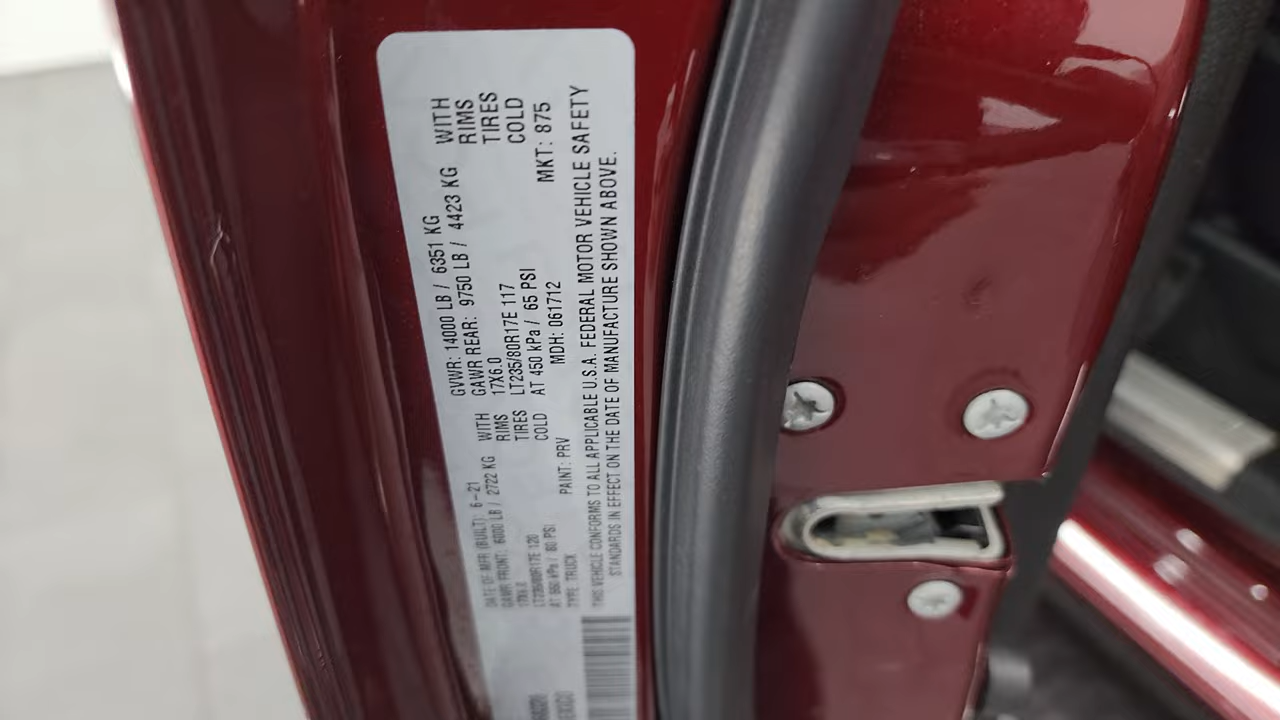 DATE OF MFR (BUILT): 6-21 GVWR: 14000 LB / 6351 KG
GAWR FRONT: 6000 LB / 2722 KG WITH GAWR REAR: 9750 LB / 4423 KG WITH
17X6.0 RIMS 17X6.0 RIMS
TIRES LT235/80R17E 117 TIRES
AT 550 kPa / 80 PSI COLD AT 450 kPa / 65 PSI COLD
TYPE: TRUCK PAINT: PRV MDH: 061712 MKT: 875
THIS VEHICLE CONFORMS TO ALL APPLICABLE U.S.A. FEDERAL MOTOR VEHICLE SAFETY
STANDARDS IN EFFECT ON THE DATE OF MANUFACTURE SHOWN ABOVE.